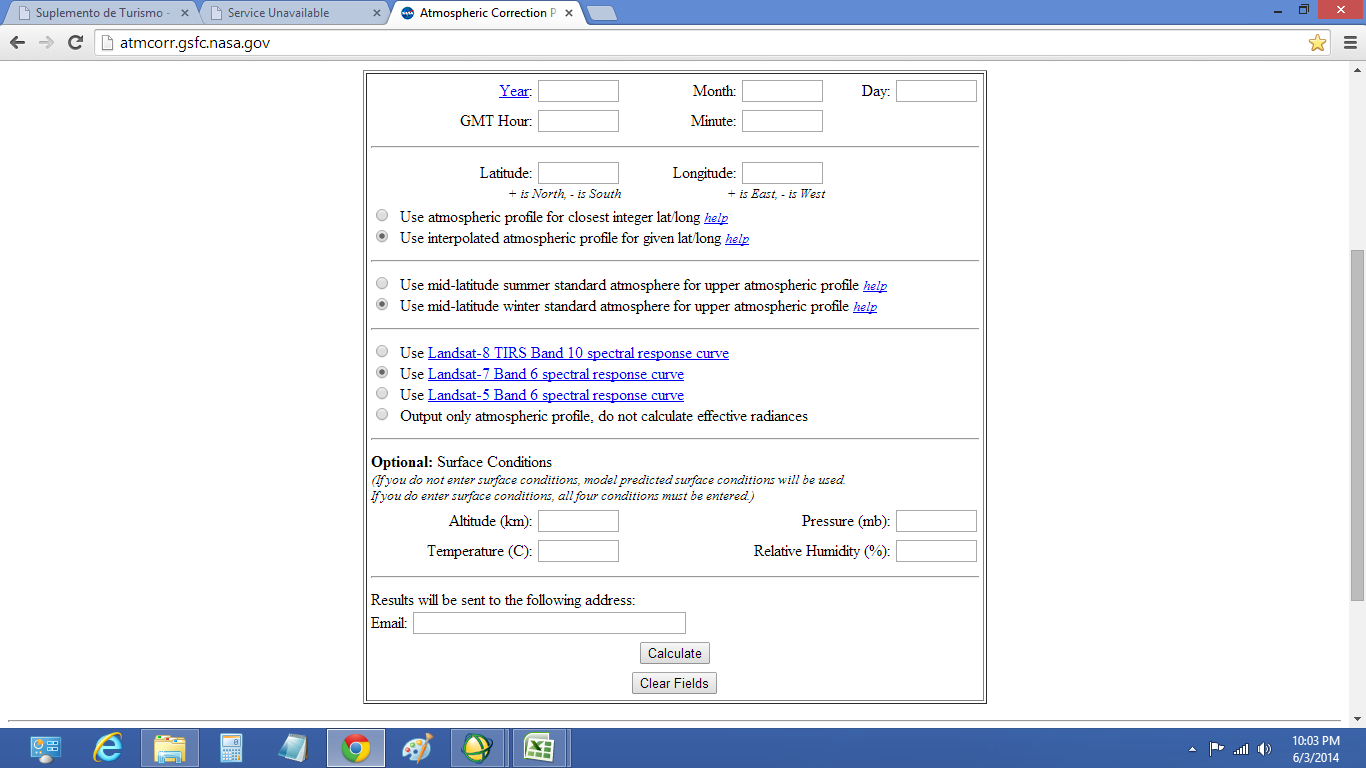 Suplemento de Turismo -
Service Unavailable
Atmospheric Correction P
atmcorr.gsfc.nasa.gov
Year: Month: Day:
GMT Hour: Minute:
Latitude: Longitude:
+ is North, - is South + is East, - is West
Use atmospheric profile for closest integer lat/long help
Use interpolated atmospheric profile for given lat/long help
Use mid-latitude summer standard atmosphere for upper atmospheric profile help
Use mid-latitude winter standard atmosphere for upper atmospheric profile help
Use Landsat-8 TIRS Band 10 spectral response curve
Use Landsat-7 Band 6 spectral response curve
Use Landsat-5 Band 6 spectral response curve
Output only atmospheric profile, do not calculate effective radiances
Optional: Surface Conditions
(If you do not enter surface conditions, model predicted surface conditions will be used.
If you do enter surface conditions, all four conditions must be entered.)
Altitude (km): Pressure (mb):
Temperature (C): Relative Humidity (%):
Results will be sent to the following address:
Email:
Calculate
Clear Fields
10:03 PM
6/3/2014